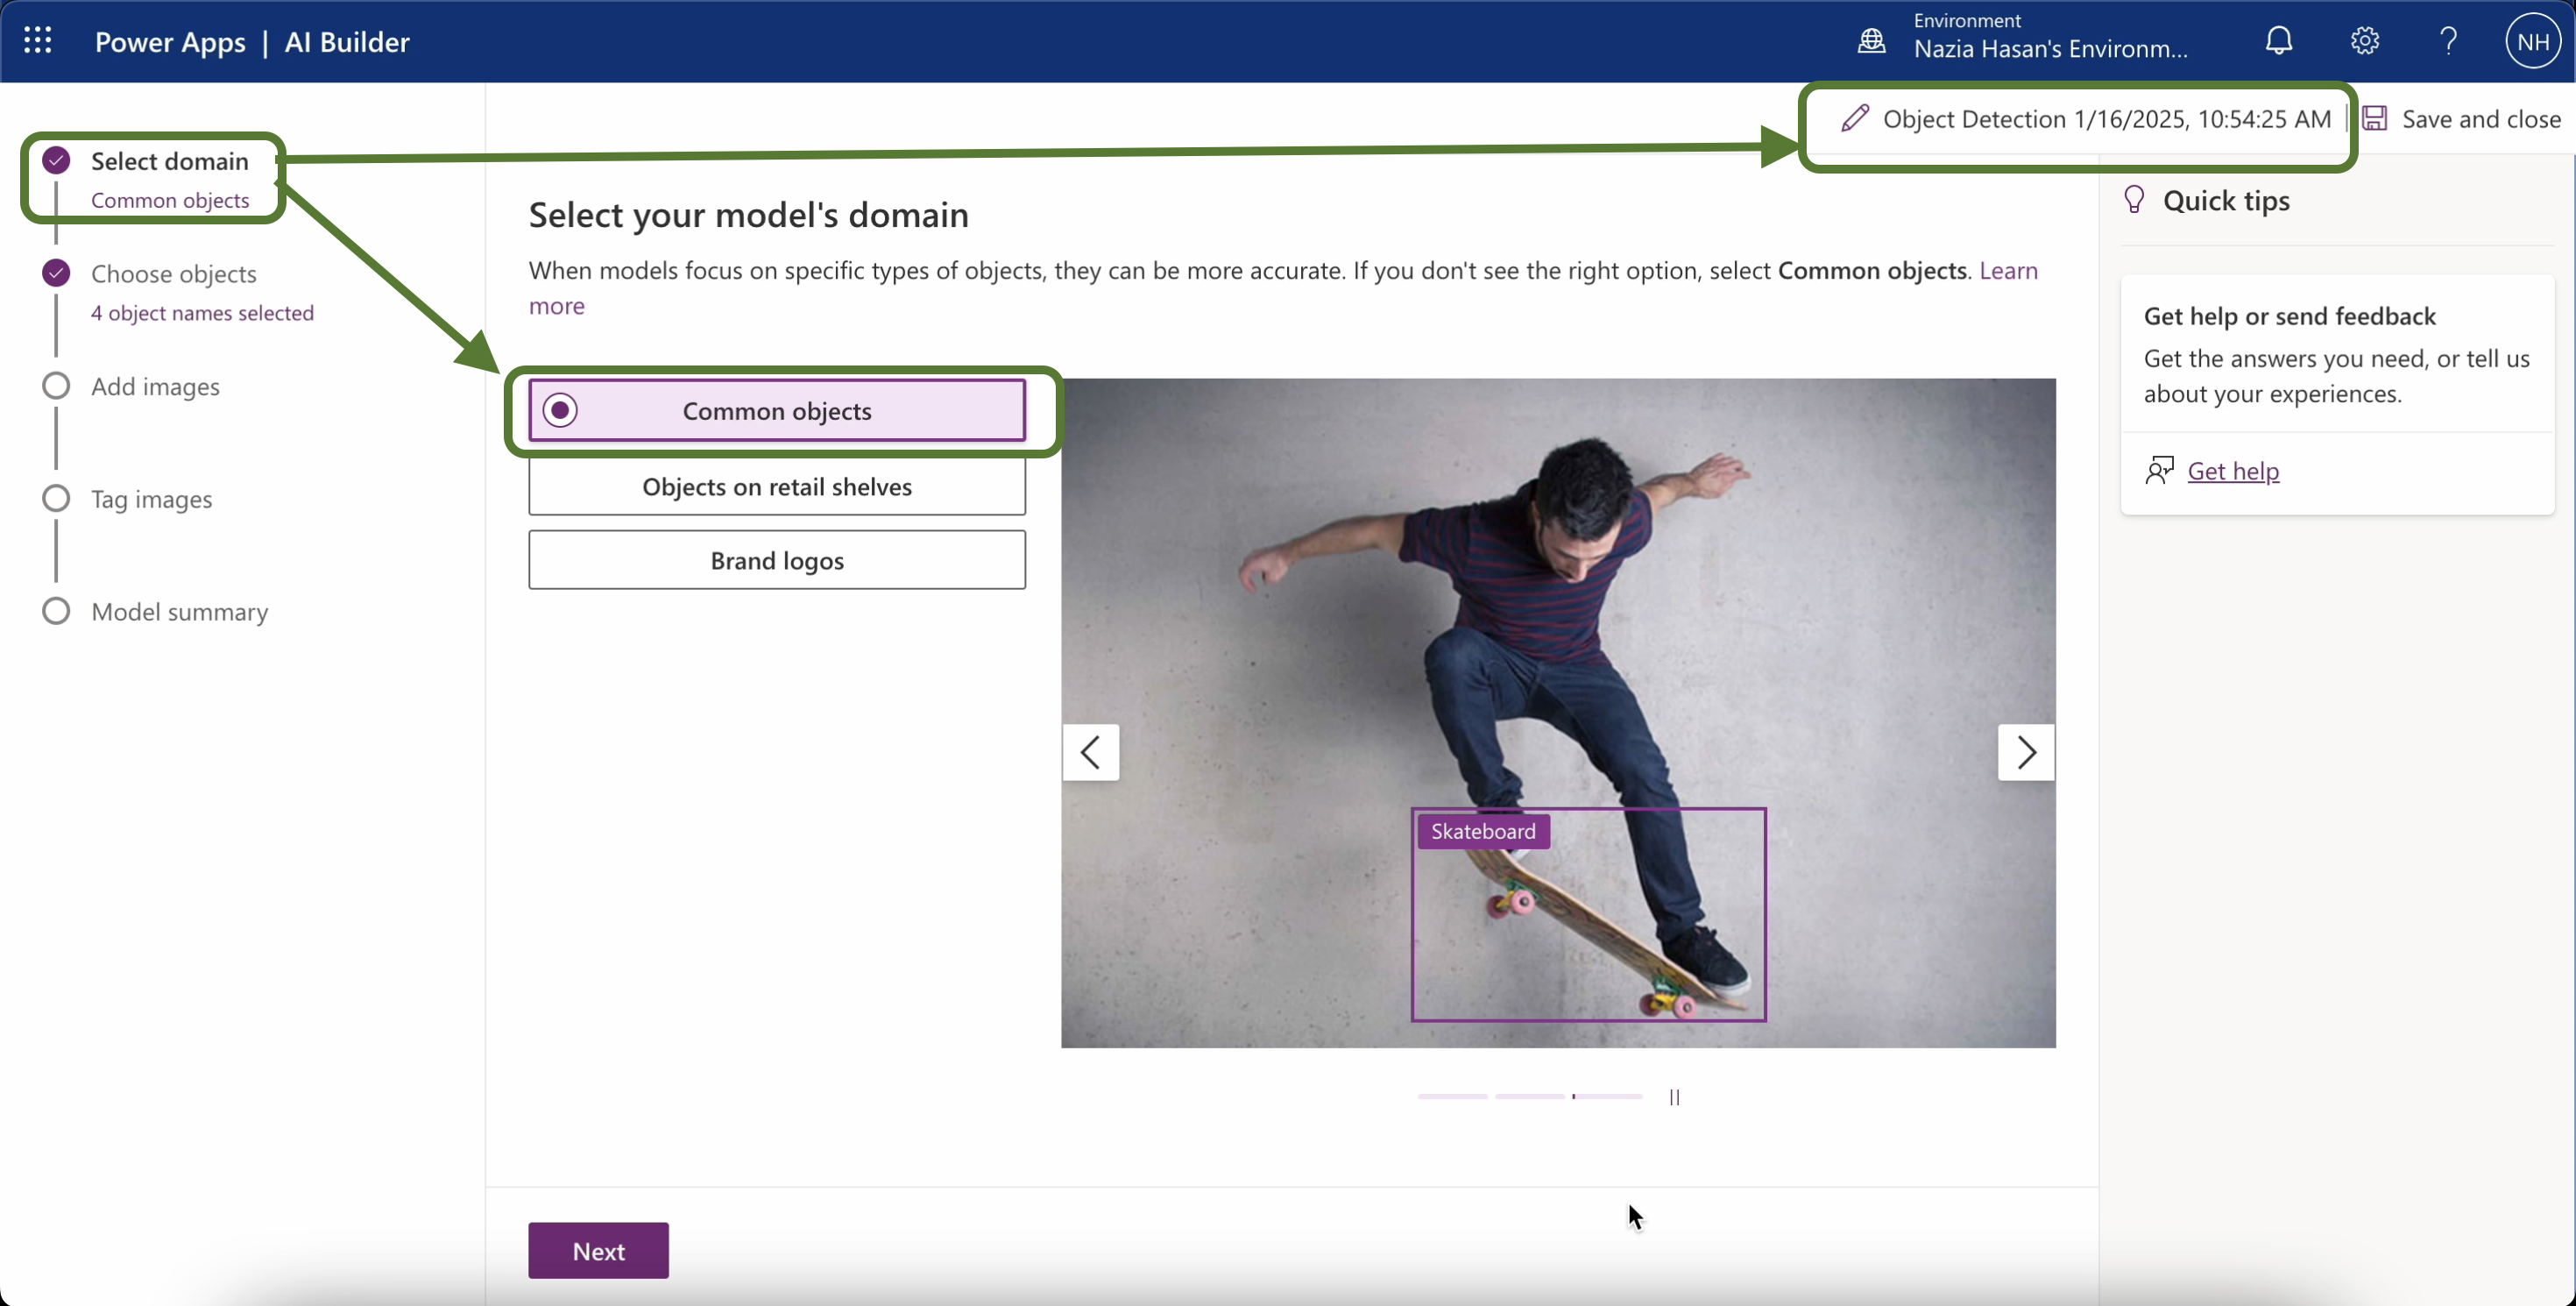 Power Apps | AI Builder
Environment
Nazia Hasan's Environm...
NH
Object Detection 1/16/2025, 10:54:25 AM
Save and close
Select domain
Common objects
Choose objects
4 object names selected
Add images
Tag images
Model summary
Select your model's domain
When models focus on specific types of objects, they can be more accurate. If you don't see the right option, select Common objects. Learn
more
Common objects
Objects on retail shelves
Brand logos
Skateboard
Next
Quick tips
Get help or send feedback
Get the answers you need, or tell us
about your experiences.
Get help